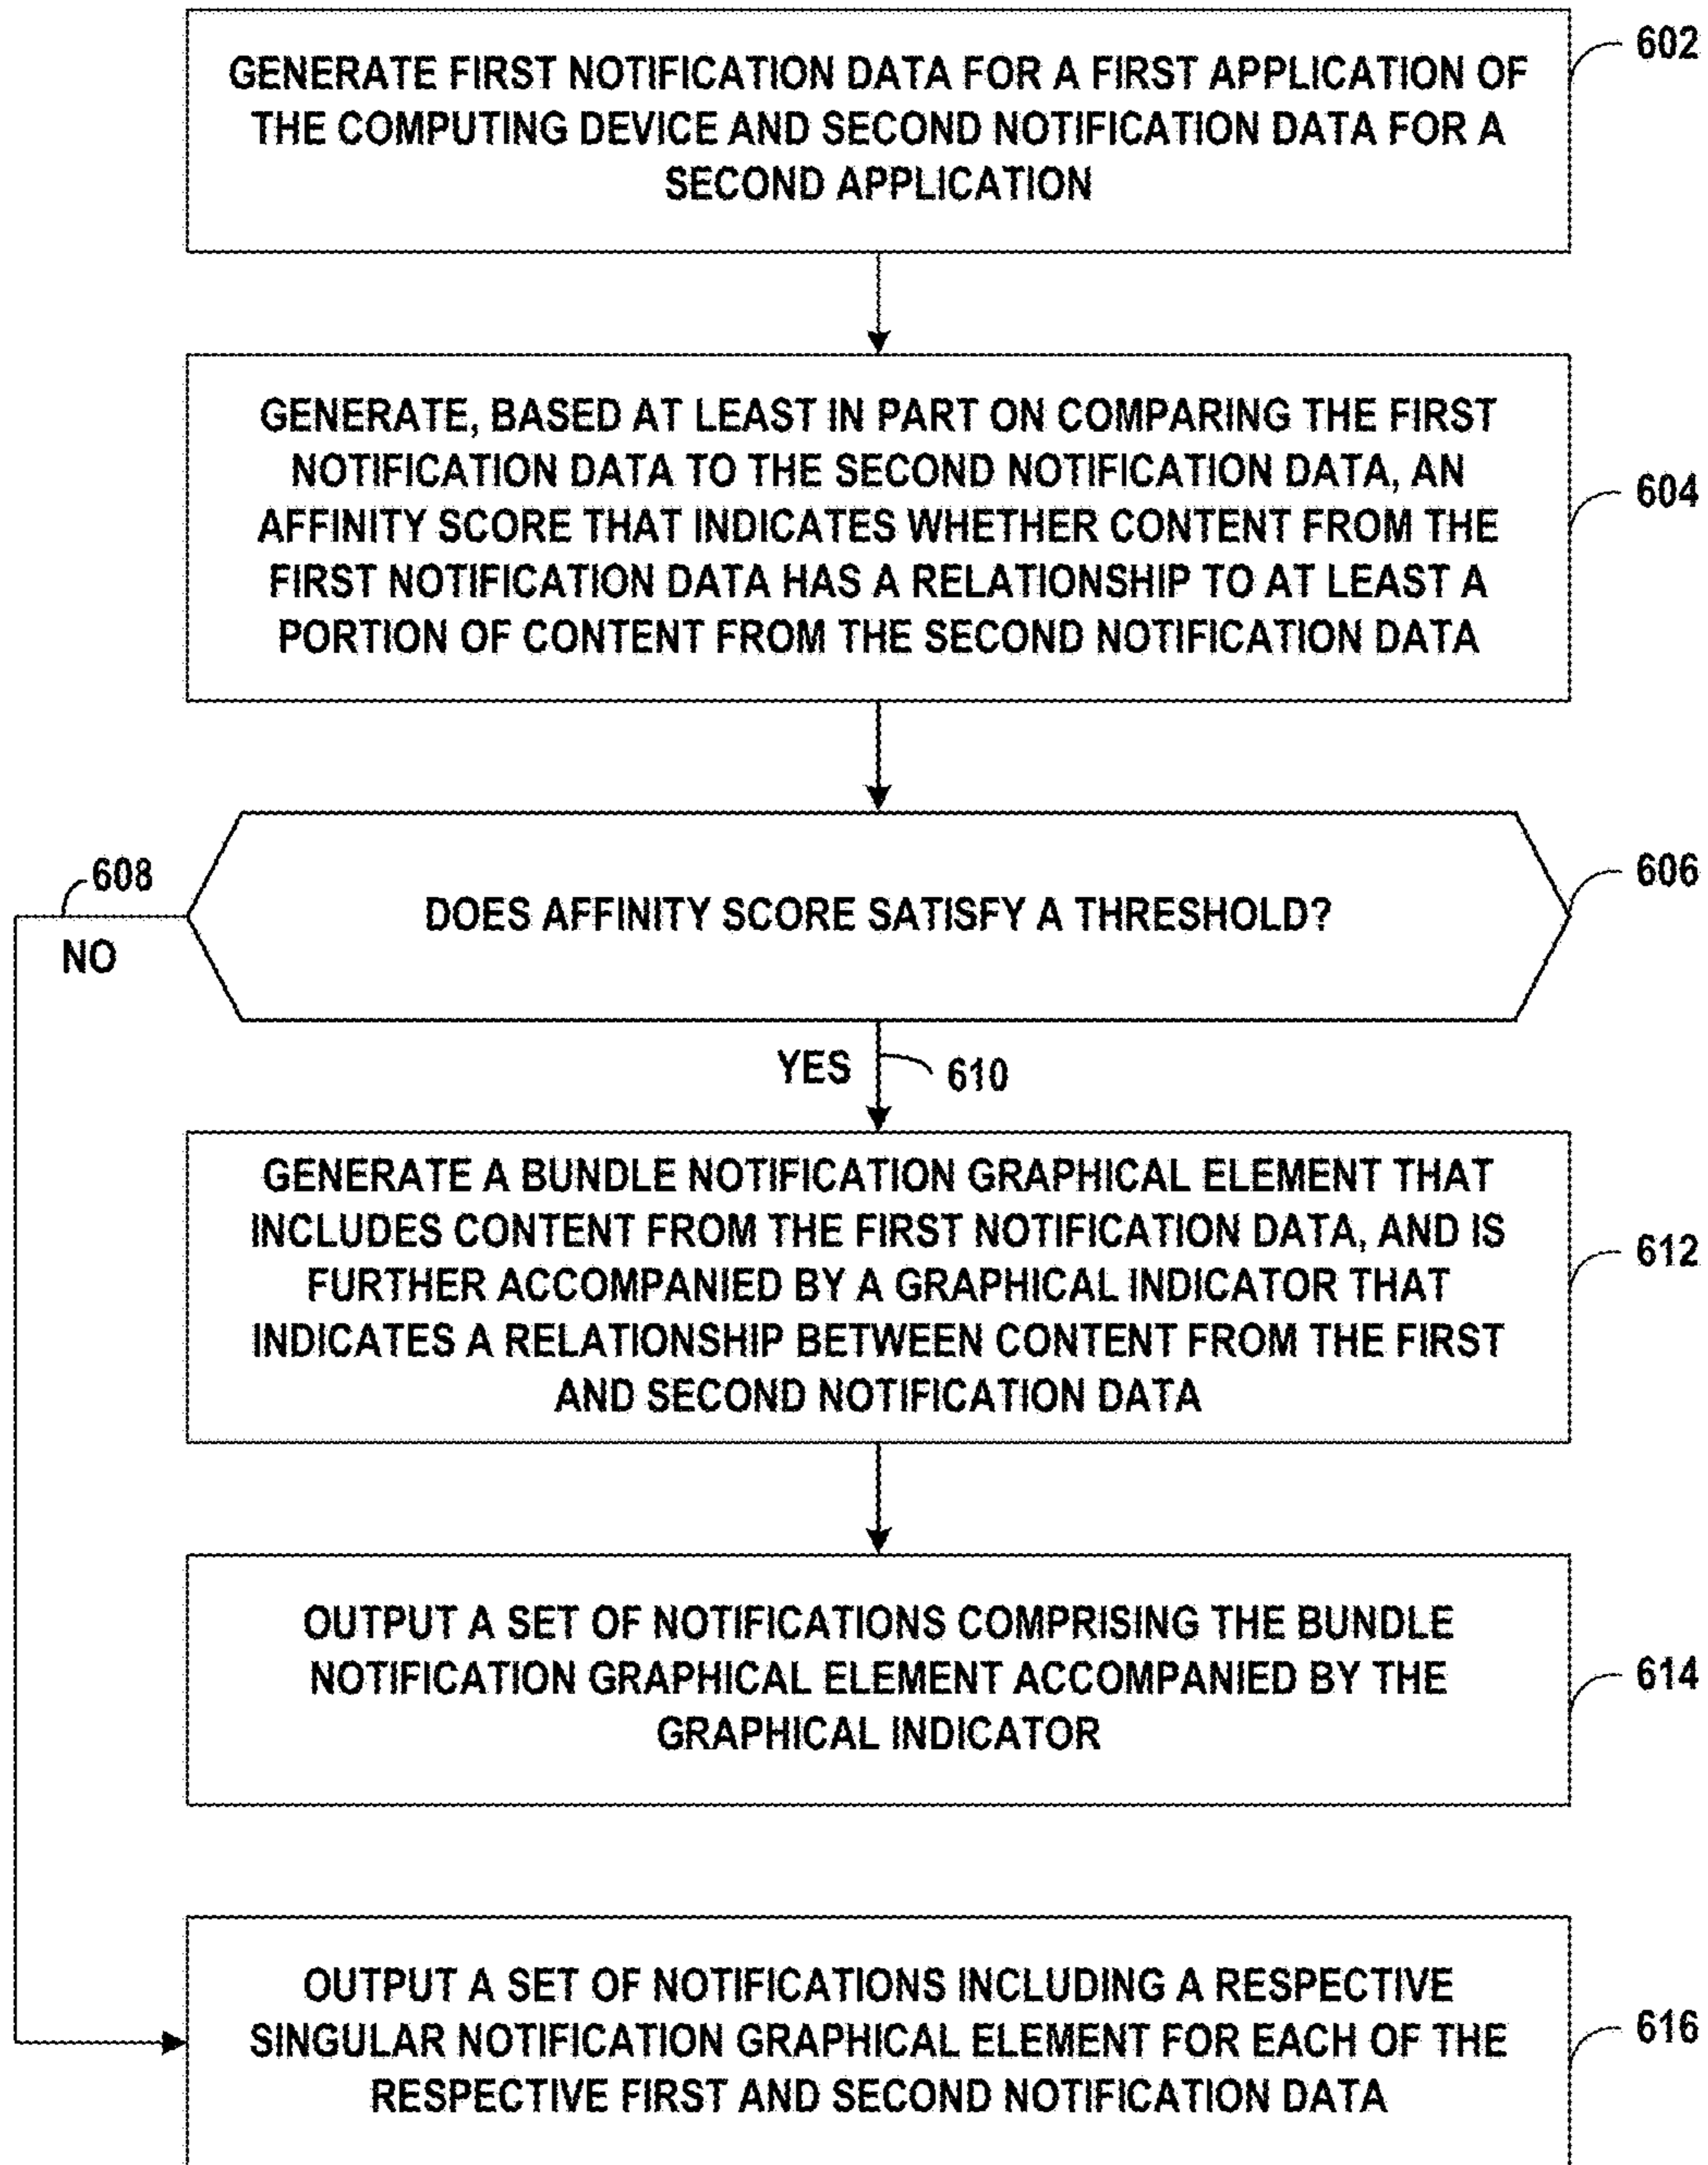 GENERATE FIRST NOTIFICATION DATA FOR A FIRST APPLICATION OF
THE COMPUTING DEVICE AND SECOND NOTIFICATION DATA FOR A
SECOND APPLICATION
602
GENERATE, BASED AT LEAST IN PART ON COMPARING THE FIRST
NOTIFICATION DATA TO THE SECOND NOTIFICATION DATA, AN
AFFINITY SCORE THAT INDICATES WHETHER CONTENT FROM THE
FIRST NOTIFICATION DATA HAS A RELATIONSHIP TO AT LEAST A
PORTION OF CONTENT FROM THE SECOND NOTIFICATION DATA
604
DOES AFFINITY SCORE SATISFY A THRESHOLD?
606
608
NO
YES
610
GENERATE A BUNDLE NOTIFICATION GRAPHICAL ELEMENT THAT
INCLUDES CONTENT FROM THE FIRST NOTIFICATION DATA, AND IS
FURTHER ACCOMPANIED BY A GRAPHICAL INDICATOR THAT
INDICATES A RELATIONSHIP BETWEEN CONTENT FROM THE FIRST
AND SECOND NOTIFICATION DATA
612
OUTPUT A SET OF NOTIFICATIONS COMPRISING THE BUNDLE
NOTIFICATION GRAPHICAL ELEMENT ACCOMPANIED BY THE
GRAPHICAL INDICATOR
614
OUTPUT A SET OF NOTIFICATIONS INCLUDING A RESPECTIVE
SINGULAR NOTIFICATION GRAPHICAL ELEMENT FOR EACH OF THE
RESPECTIVE FIRST AND SECOND NOTIFICATION DATA
616